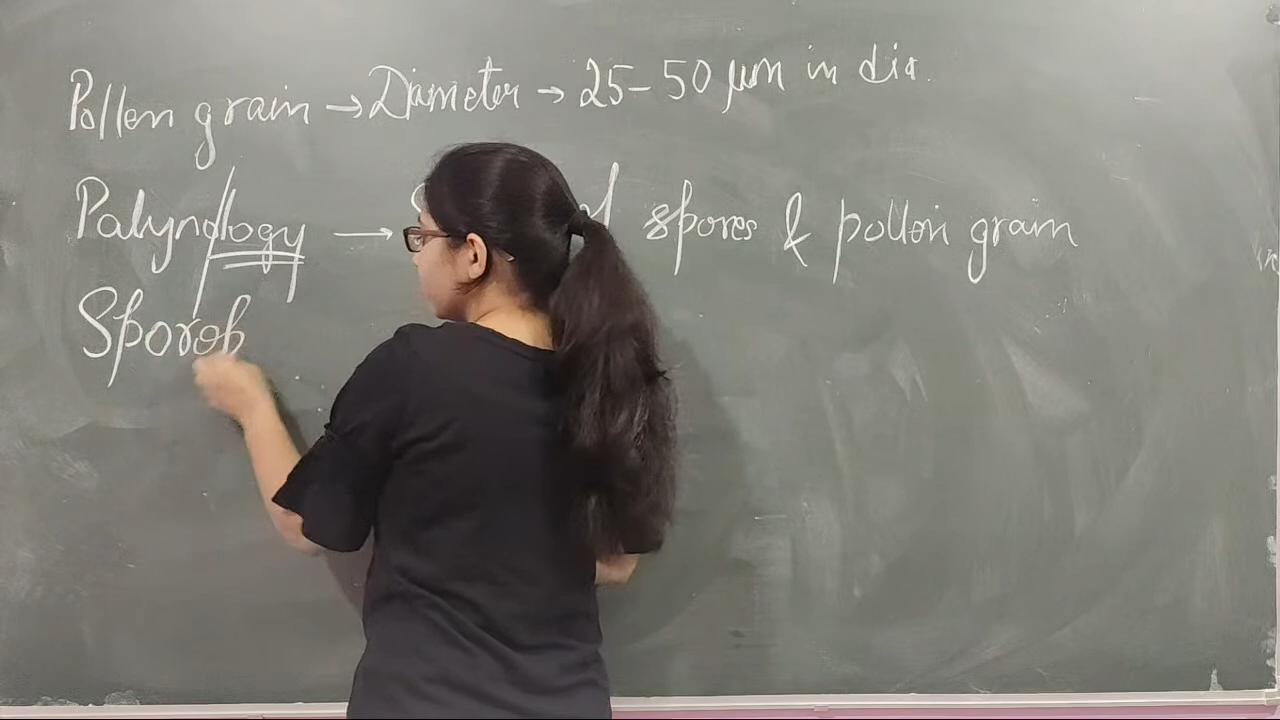 Pollen grain → Diameter → 25-50 μm in dia.
Palynology → spores & pollen grain
Sporob